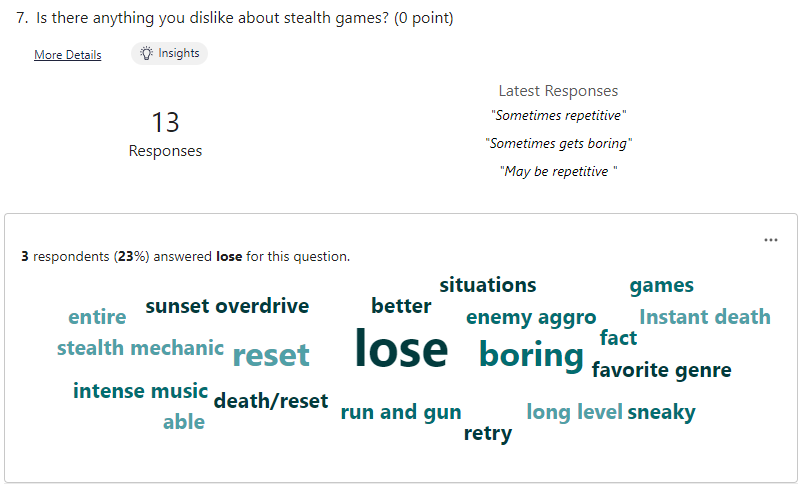 7. Is there anything you dislike about stealth games? (0 point)
More Details
Insights
13
Responses
Latest Responses
"Sometimes repetitive"
"Sometimes gets boring"
"May be repetitive "
...
3 respondents (23%) answered lose for this question.
situations
games
sunset overdrive
better
entire
enemy aggro
Instant death
fact
stealth mechanic
reset
lose
boring
favorite genre
intense music
death/reset
run and gun
long level
sneaky
able
retry